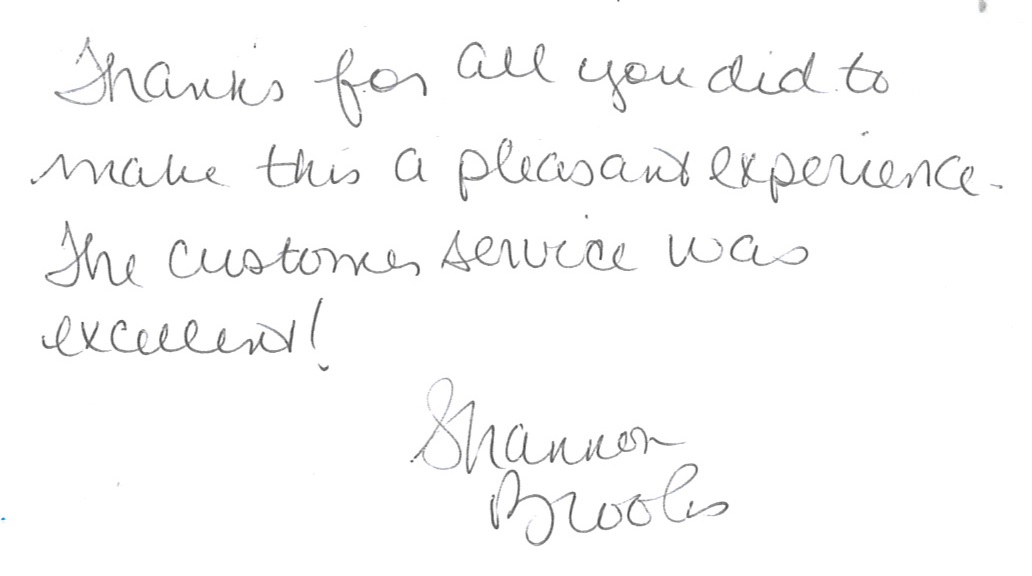 Thanks for all you did to
make this a pleasant experience.
The customer service was
excellent!
Shannon
Brooks